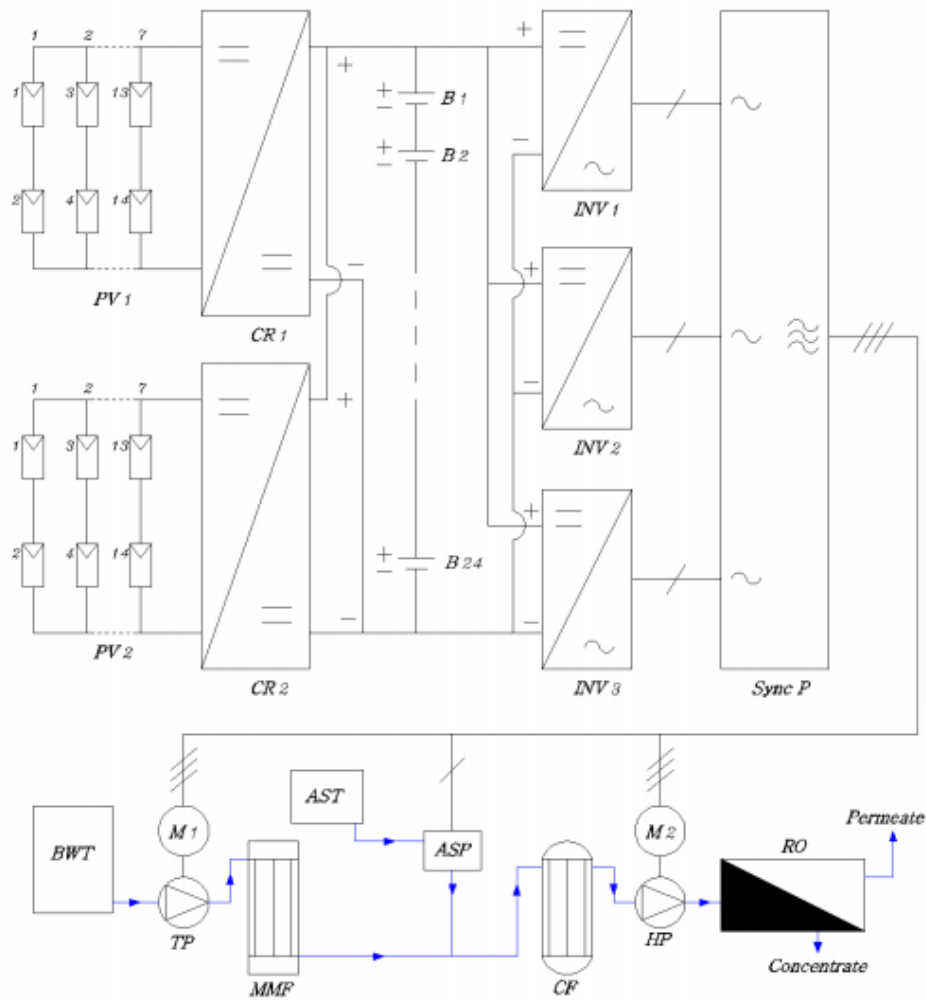 1 2 7
1 3 13
2 4 14
PV 1
CR 1
+
−
+ − B 1
+ − B 2
+ − B 24
1 2 7
1 3 13
2 4 14
PV 2
CR 2
+
−
+
−
INV 1
+
−
INV 2
+
−
INV 3
Sync P
BWT
M 1
TP
MMF
AST
ASP
CF
M 2
HP
RO
Permeate
Concentrate